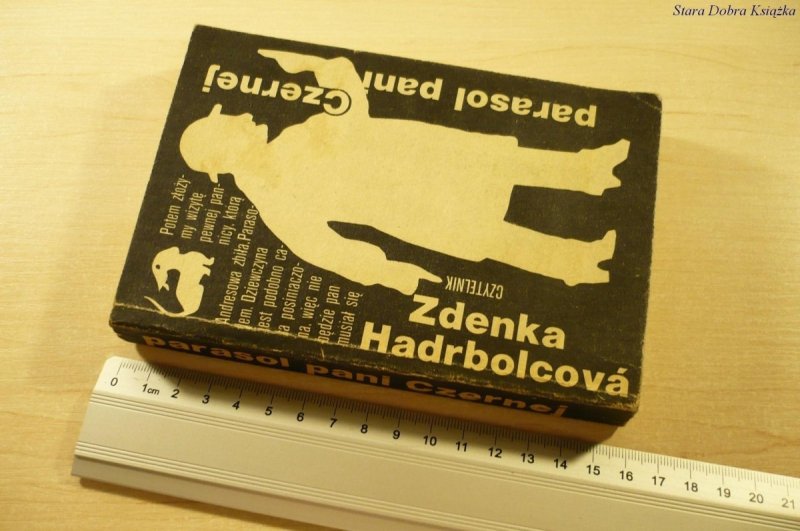 Stara Dobra Książka
parasol pani
Czernej
Potem złoży-
my wizytę
pewnej pan-
nicy, którą
Andresowa zbiła. Paraso-
lem. Dziewczyna
jest podobno ca-
ła posiniaczo-
na, więc nie
będzie pan
musiał się
CZYTELNIK
Zdenka
Hadrbolcová
parasol pani Czernej
0 1cm 2 3 4 5 6 7 8 9 10 11 12 13 14 15 16 17 18 19 20 21